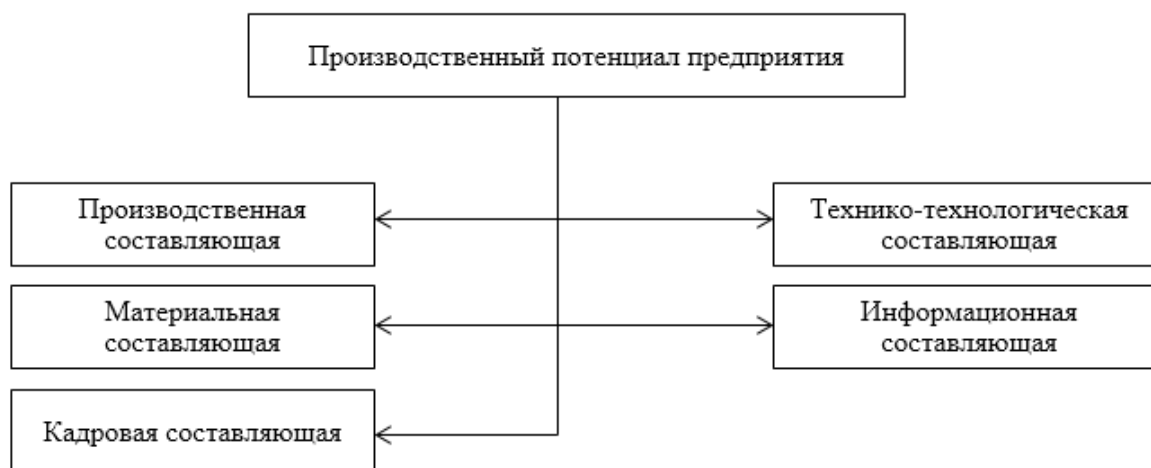 Производственный потенциал предприятия
Производственная
составляющая
Технико-технологическая
составляющая
Материальная
составляющая
Информационная
составляющая
Кадровая составляющая